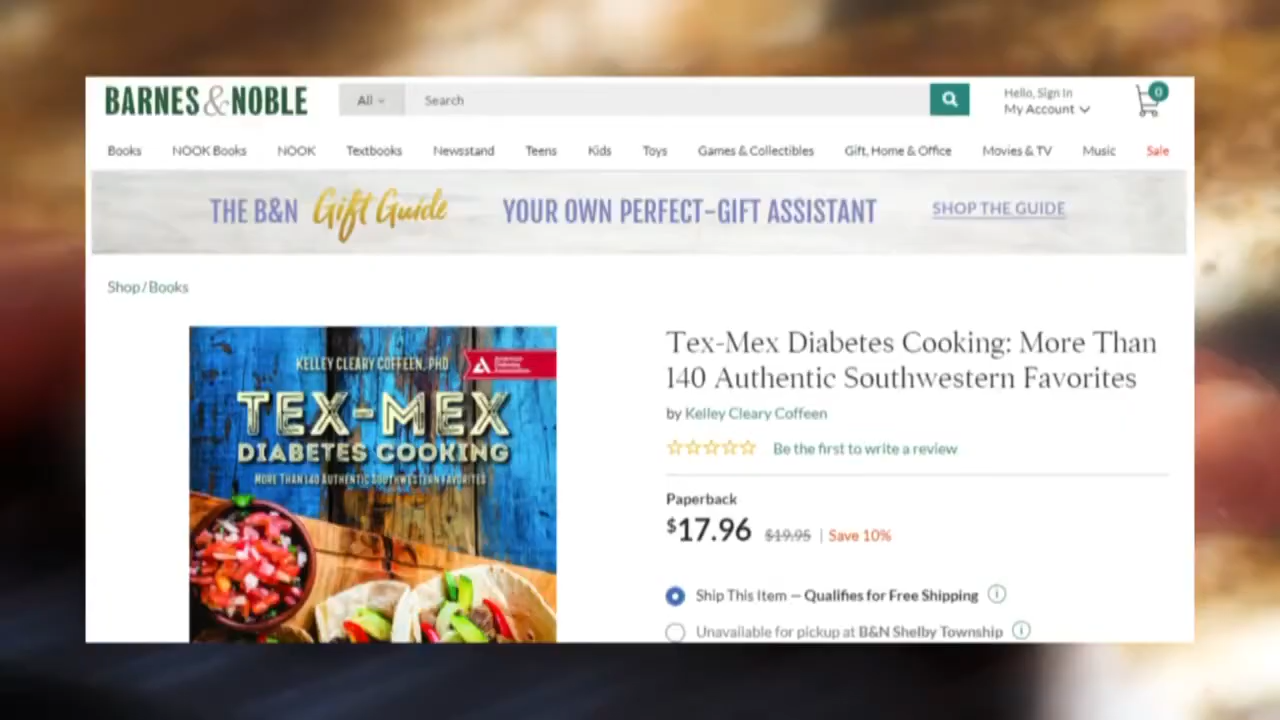 BARNES & NOBLE
All
Search
Hello, Sign In
My Account
0
Books NOOK Books NOOK Textbooks Newsstand Teens Kids Toys Games & Collectibles Gift, Home & Office Movies & TV Music Sale
THE B&N Gift Guide YOUR OWN PERFECT-GIFT ASSISTANT SHOP THE GUIDE
Shop / Books
KELLEY CLEARY COFFEEN, PHD
American
Diabetes
Association
TEX-MEX
DIABETES COOKING
MORE THAN 140 AUTHENTIC SOUTHWESTERN FAVORITES
Tex-Mex Diabetes Cooking: More Than
140 Authentic Southwestern Favorites
by Kelley Cleary Coffeen
Be the first to write a review
Paperback
$17.96 $19.95 | Save 10%
Ship This Item — Qualifies for Free Shipping
Unavailable for pickup at B&N Shelby Township